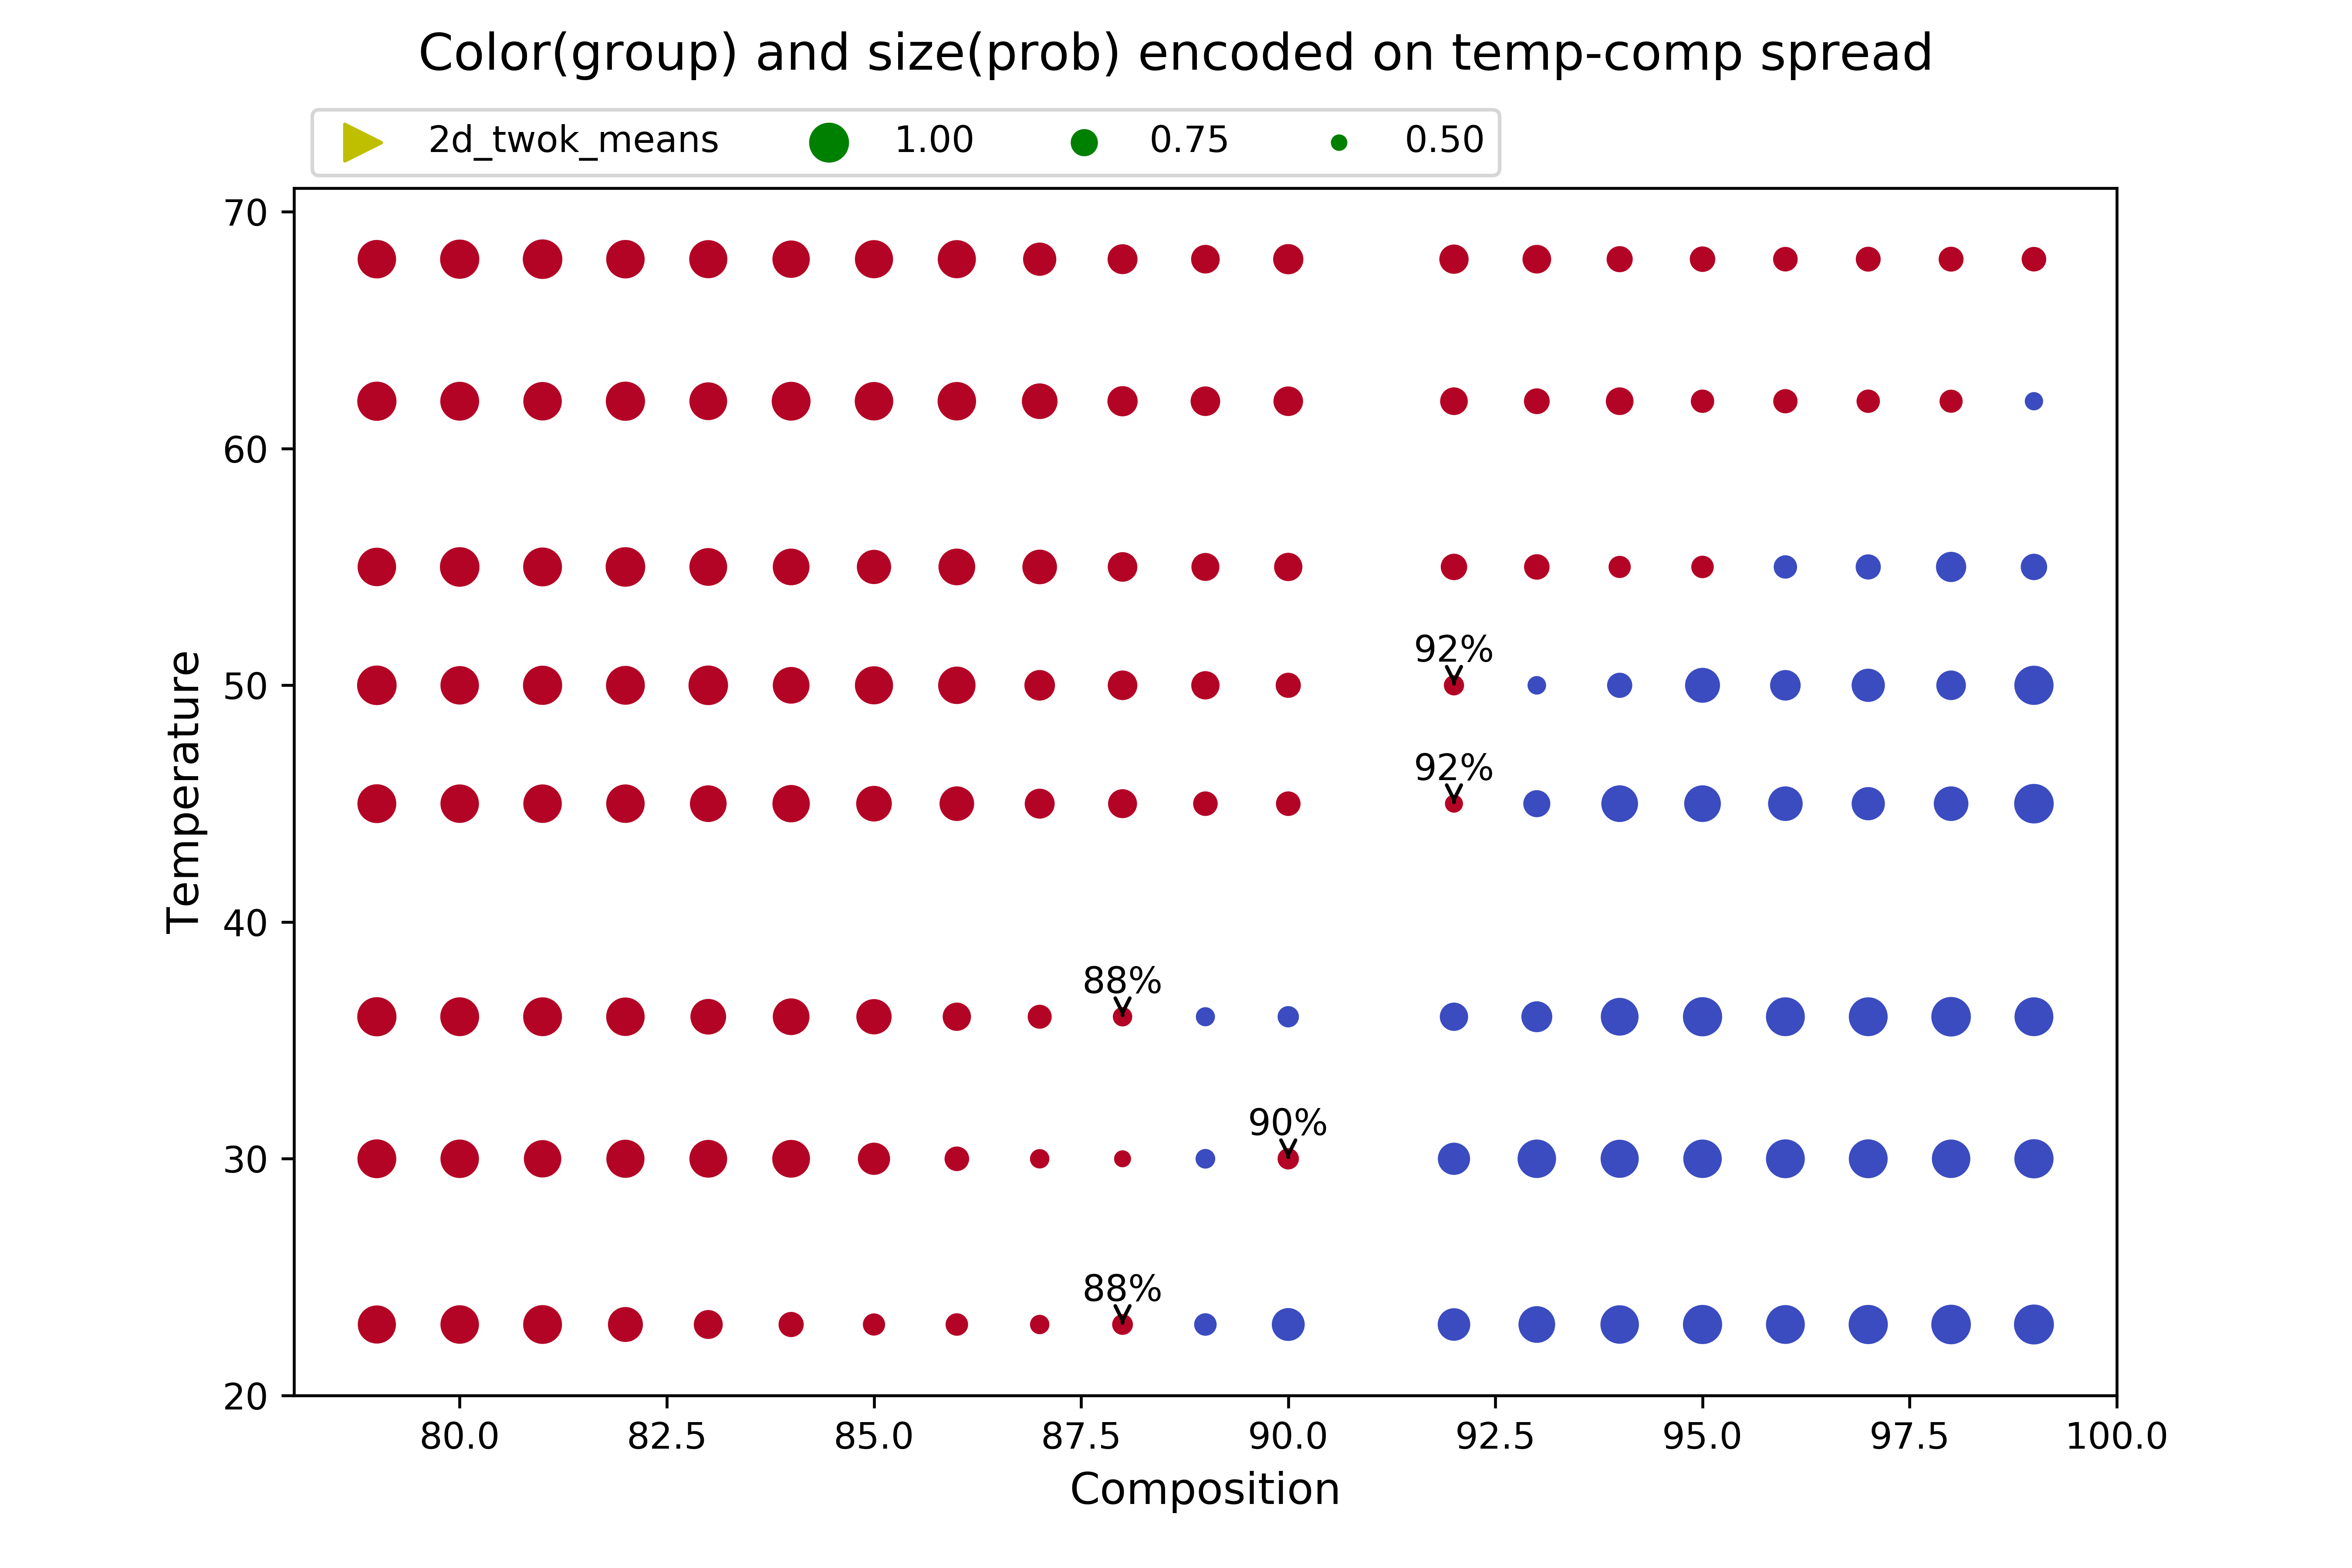 Color(group) and size(prob) encoded on temp-comp spread
2d_twok_means 1.00 0.75 0.50
70
60
50
40
30
20
Temperature
92%
92%
88%
90%
88%
80.0 82.5 85.0 87.5 90.0 92.5 95.0 97.5 100.0
Composition